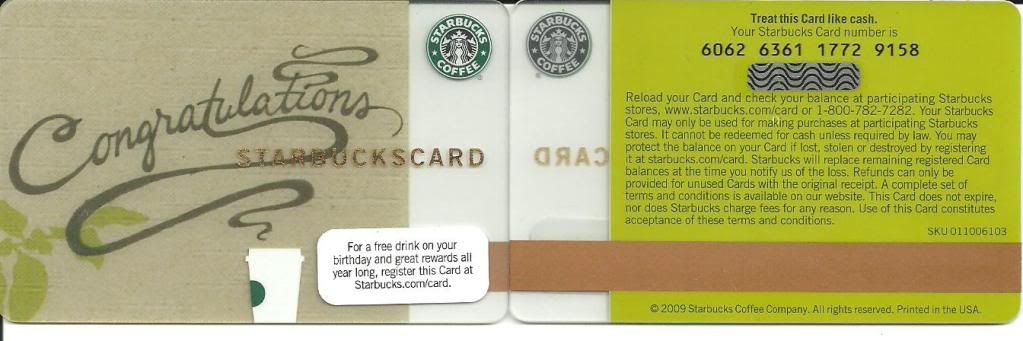 Congratulations
STARBUCKS
COFFEE
STARBUCKSCARD
For a free drink on your
birthday and great rewards all
year long, register this Card at
Starbucks.com/card.
STARBUCKS
COFFEE
CARD
Treat this Card like cash.
Your Starbucks Card number is
6062 6361 1772 9158
Reload your Card and check your balance at participating Starbucks
stores, www.starbucks.com/card or 1-800-782-7282. Your Starbucks
Card may only be used for making purchases at participating Starbucks
stores. It cannot be redeemed for cash unless required by law. You may
protect the balance on your Card if lost, stolen or destroyed by registering
it at starbucks.com/card. Starbucks will replace remaining registered Card
balances at the time you notify us of the loss. Refunds can only be
provided for unused Cards with the original receipt. A complete set of
terms and conditions is available on our website. This Card does not expire,
nor does Starbucks charge fees for any reason. Use of this Card constitutes
acceptance of these terms and conditions.
SKU 011006103
© 2009 Starbucks Coffee Company. All rights reserved. Printed in the USA.